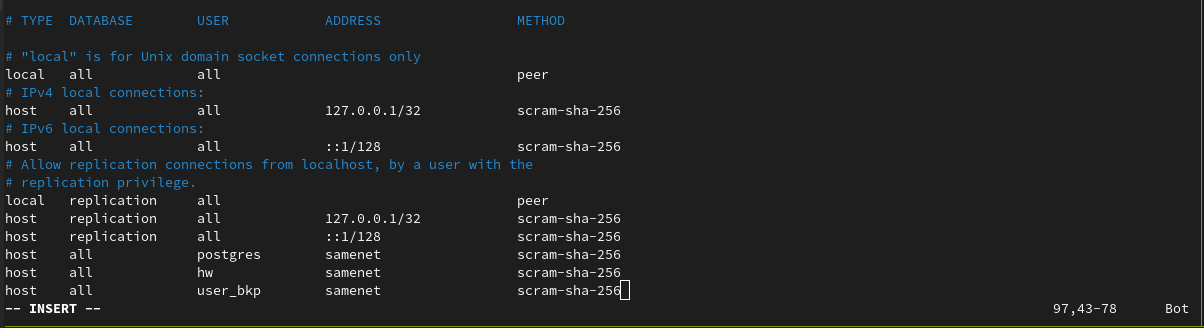 # TYPE  DATABASE        USER            ADDRESS                 METHOD

# "local" is for Unix domain socket connections only
local   all             all                                     peer
# IPv4 local connections:
host    all             all             127.0.0.1/32            scram-sha-256
# IPv6 local connections:
host    all             all             ::1/128                 scram-sha-256
# Allow replication connections from localhost, by a user with the
# replication privilege.
local   replication     all                                     peer
host    replication     all             127.0.0.1/32            scram-sha-256
host    replication     all             ::1/128                 scram-sha-256
host    all             postgres        samenet                 scram-sha-256
host    all             hw              samenet                 scram-sha-256
host    all             user_bkp        samenet                 scram-sha-256
-- INSERT --                                                    97,43-78      Bot